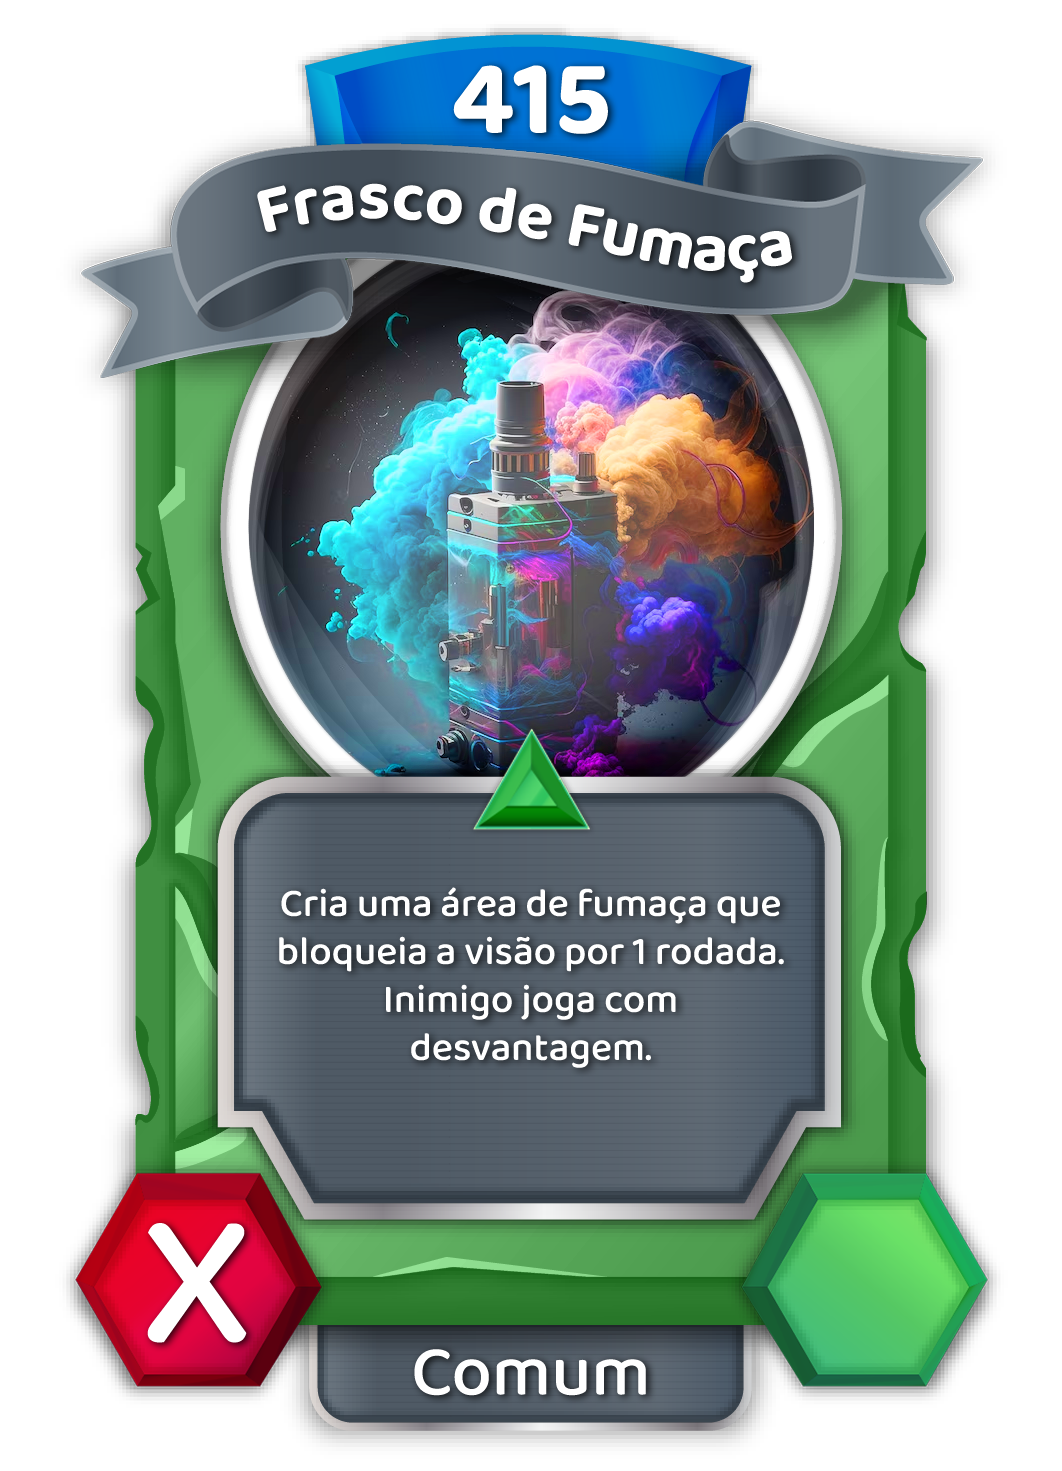 415
Frasco de Fumaça
Cria uma área de fumaça que
bloqueia a visão por 1 rodada.
Inimigo joga com
desvantagem.
X
Comum